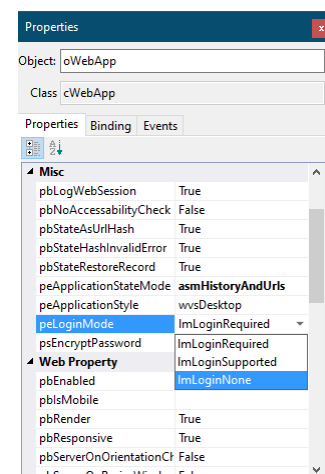 Properties x
Object: oWebApp
Class cWebApp
Properties Binding Events
Misc
pbLogWebSession True
pbNoAccessabilityCheck False
pbStateAsUrlHash True
pbStateHashInvalidError True
pbStateRestoreRecord True
peApplicationStateMode asmHistoryAndUrls
peApplicationStyle wvsDesktop
peLoginMode lmLoginRequired
psEncryptPassword lmLoginRequired
Web Property lmLoginSupported
pbEnabled lmLoginNone
pbIsMobile
pbRender True
pbResponsive True
pbServerOnOrientationCh False